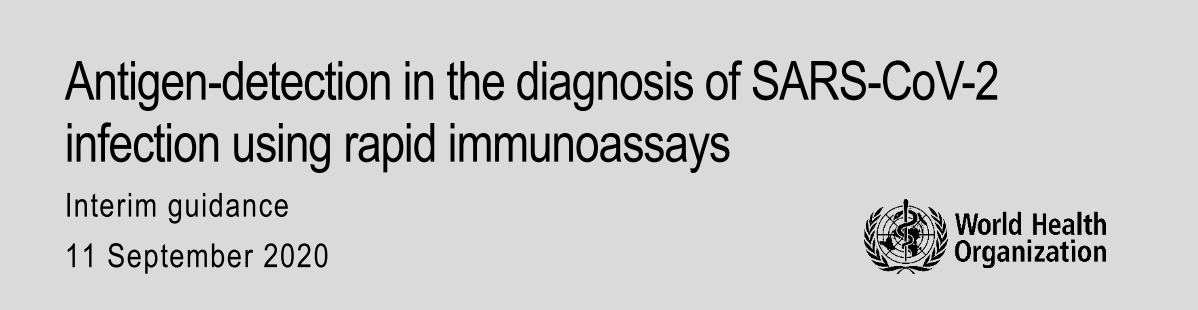 Antigen-detection in the diagnosis of SARS-CoV-2
infection using rapid immunoassays
Interim guidance
11 September 2020
World Health
Organization